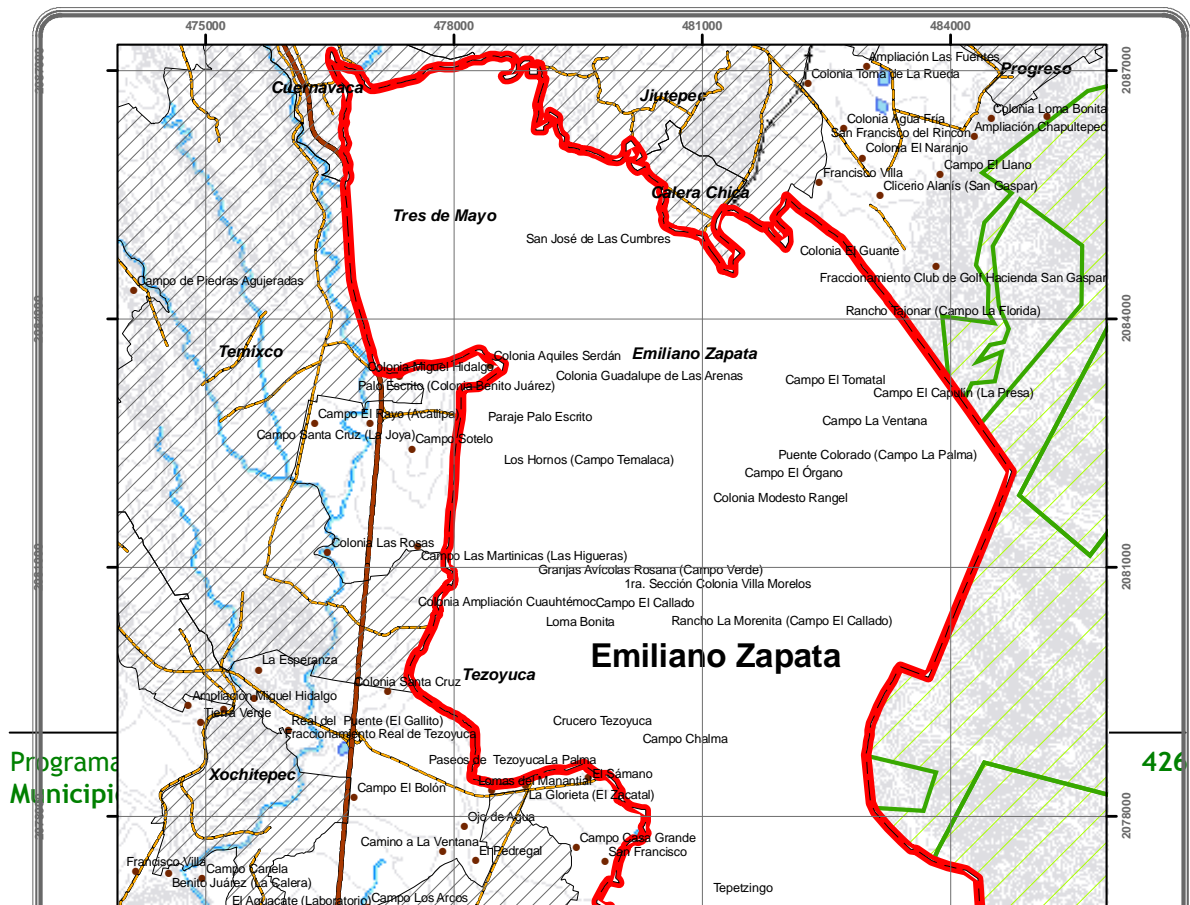 475000 478000 481000 484000
2087000
Ampliación Las Fuentes
Progreso
Colonia Toma de La Rueda
Cuernavaca
Jiutepec
Colonia Loma Bonita
Colonia Agua Fría
Ampliación Chapultepec
San Francisco del Rincón
Colonia El Naranjo
Campo El Llano
Francisco Villa
Clicerio Alanís (San Gaspar)
Calera Chica
Tres de Mayo
San José de Las Cumbres
Colonia El Guante
Fraccionamiento Club de Golf Hacienda San Gaspar
Campo de Piedras Agujeradas
Rancho Tajonar (Campo La Florida)
2084000
Temixco
Colonia Aquiles Serdán
Emiliano Zapata
Colonia Miguel Hidalgo
Colonia Guadalupe de Las Arenas
Campo El Tomatal
Palo Escrito (Colonia Benito Juárez)
Campo El Capulín (La Presa)
Campo El Rayo (Acatlipa)
Paraje Palo Escrito
Campo La Ventana
Campo Santa Cruz (La Joya)
Campo Sotelo
Los Hornos (Campo Temalaca)
Puente Colorado (Campo La Palma)
Campo El Órgano
Colonia Modesto Rangel
Colonia Las Rosas
Campo Las Martinicas (Las Higueras)
2081000
Granjas Avícolas Rosana (Campo Verde)
1ra. Sección Colonia Villa Morelos
Colonia Ampliación Cuauhtémoc
Campo El Callado
Loma Bonita
Rancho La Morenita (Campo El Callado)
Emiliano Zapata
La Esperanza
Tezoyuca
Colonia Santa Cruz
Ampliación Miguel Hidalgo
Tierra Verde
Real del Puente (El Gallito)
Crucero Tezoyuca
Fraccionamiento Real de Tezoyuca
Campo Chalma
Programa
Municipi
426
Paseos de Tezoyuca
La Palma
Xochitepec
El Sámano
Lomas del Manantial
Campo El Bolón
La Glorieta (El Zacatal)
2078000
Ojo de Agua
Camino a La Ventana
Campo Casa Grande
El Pedregal
San Francisco
Francisco Villa
Campo Canela
Benito Juárez (La Calera)
Tepetzingo
El Aguacate (Laboratorio)
Campo Los Arcos